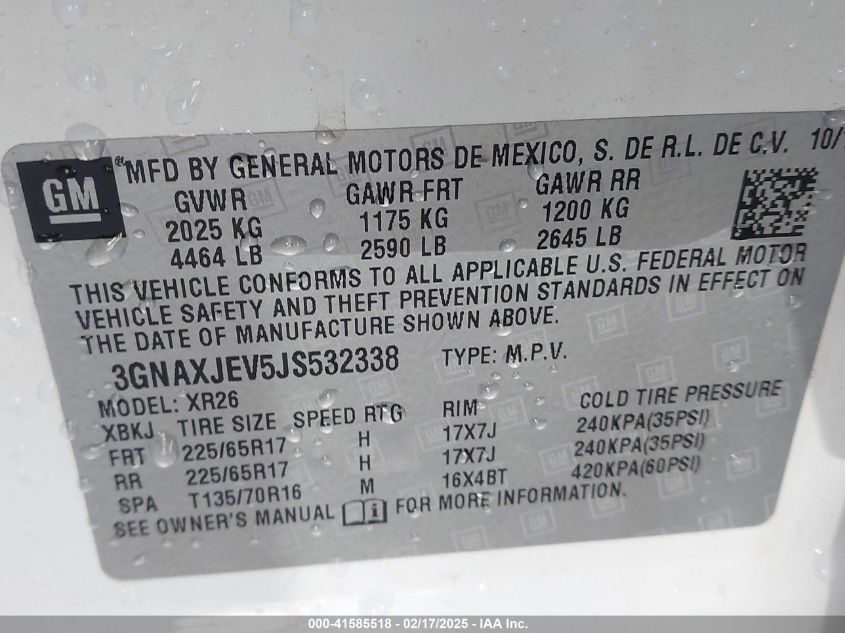 GM
® MFD BY GENERAL MOTORS DE MEXICO, S. DE R.L. DE C.V. 10/
GVWR GAWR FRT GAWR RR
2025 KG 1175 KG 1200 KG
4464 LB 2590 LB 2645 LB
THIS VEHICLE CONFORMS TO ALL APPLICABLE U.S. FEDERAL MOTOR
VEHICLE SAFETY AND THEFT PREVENTION STANDARDS IN EFFECT ON
THE DATE OF MANUFACTURE SHOWN ABOVE.
3GNAXJEV5JS532338 TYPE: M.P.V.
MODEL: XR26
XBKJ TIRE SIZE SPEED RTG RIM COLD TIRE PRESSURE
FRT 225/65R17 H 17X7J 240KPA(35PSI)
RR 225/65R17 H 17X7J 240KPA(35PSI)
SPA T135/70R16 M 16X4BT 420KPA(60PSI)
SEE OWNER'S MANUAL FOR MORE INFORMATION.
000-41585518 - 02/17/2025 - IAA Inc.